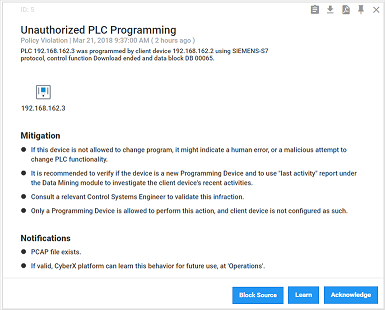 ID: 5
Unauthorized PLC Programming
Policy Violation | Mar 21, 2018 9:37:00 AM ( 2 hours ago )
PLC 192.168.162.3 was programmed by client device 192.168.162.2 using SIEMENS-S7
protocol, control function Download ended and data block DB 00065.
192.168.162.3
Mitigation
● If this device is not allowed to change program, it might indicate a human error, or a malicious attempt to
change PLC functionality.
● It is recommended to verify if the device is a new Programming Device and to use "last activity" report under
the Data Mining module to investigate the client device's recent activities.
● Consult a relevant Control Systems Engineer to validate this infraction.
● Only a Programming Device is allowed to perform this action, and client device is not configured as such.
Notifications
● PCAP file exists.
● If valid, CyberX platform can learn this behavior for future use, at 'Operations'.
Block Source Learn Acknowledge